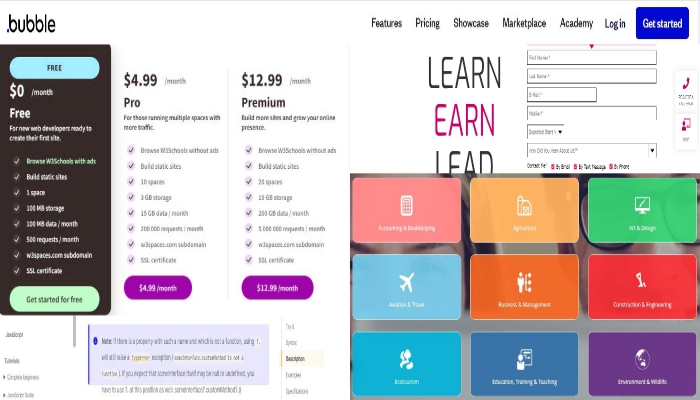 .bubble
Features Pricing Showcase Marketplace Academy Log in Get started
FREE
$0 /month
Free
For new web developers ready to
create their first site.
Browse W3Schools with ads
Build static sites
1 space
100 MB storage
100 MB data / month
500 requests / month
w3spaces.com subdomain
SSL certificate
Get started for free
$4.99 /month
Pro
For those running multiple spaces with
more traffic.
Browse W3Schools without ads
Build static sites
10 spaces
3 GB storage
15 GB data / month
200 000 requests / month
w3spaces.com subdomain
SSL certificate
$4.99 /month
$12.99 /month
Premium
Build more sites and grow your online
presence.
Browse W3Schools without ads
Build static sites
20 spaces
10 GB storage
200 GB data / month
5 000 000 requests / month
w3spaces.com subdomain
SSL certificate
$12.99 /month
LEARN
EARN
LEAD
First Name:*
Last Name:*
E-Mail:*
Mobile:*
Expected Start
How Did You Hear About Us?*
Contact Me? By Email By Text Message By Phone
Accounting & Bookkeeping
Agriculture
Art & Design
Aviation & Travel
Business & Management
Construction & Engineering
Ecotourism
Education, Training & Teaching
Environment & Wildlife
JavaScript
Tutorials:
Complete beginners
JavaScript Guide
Note: If there is a property with such a name and which is not a function, using ?.
will still raise a TypeError exception (someInterface.customMethod is not a
function). If you expect that someInterface itself may be null or undefined, you
have to use ?. at this position as well: someInterface?.customMethod?.()
Try it
Syntax
Description
Examples
Specifications